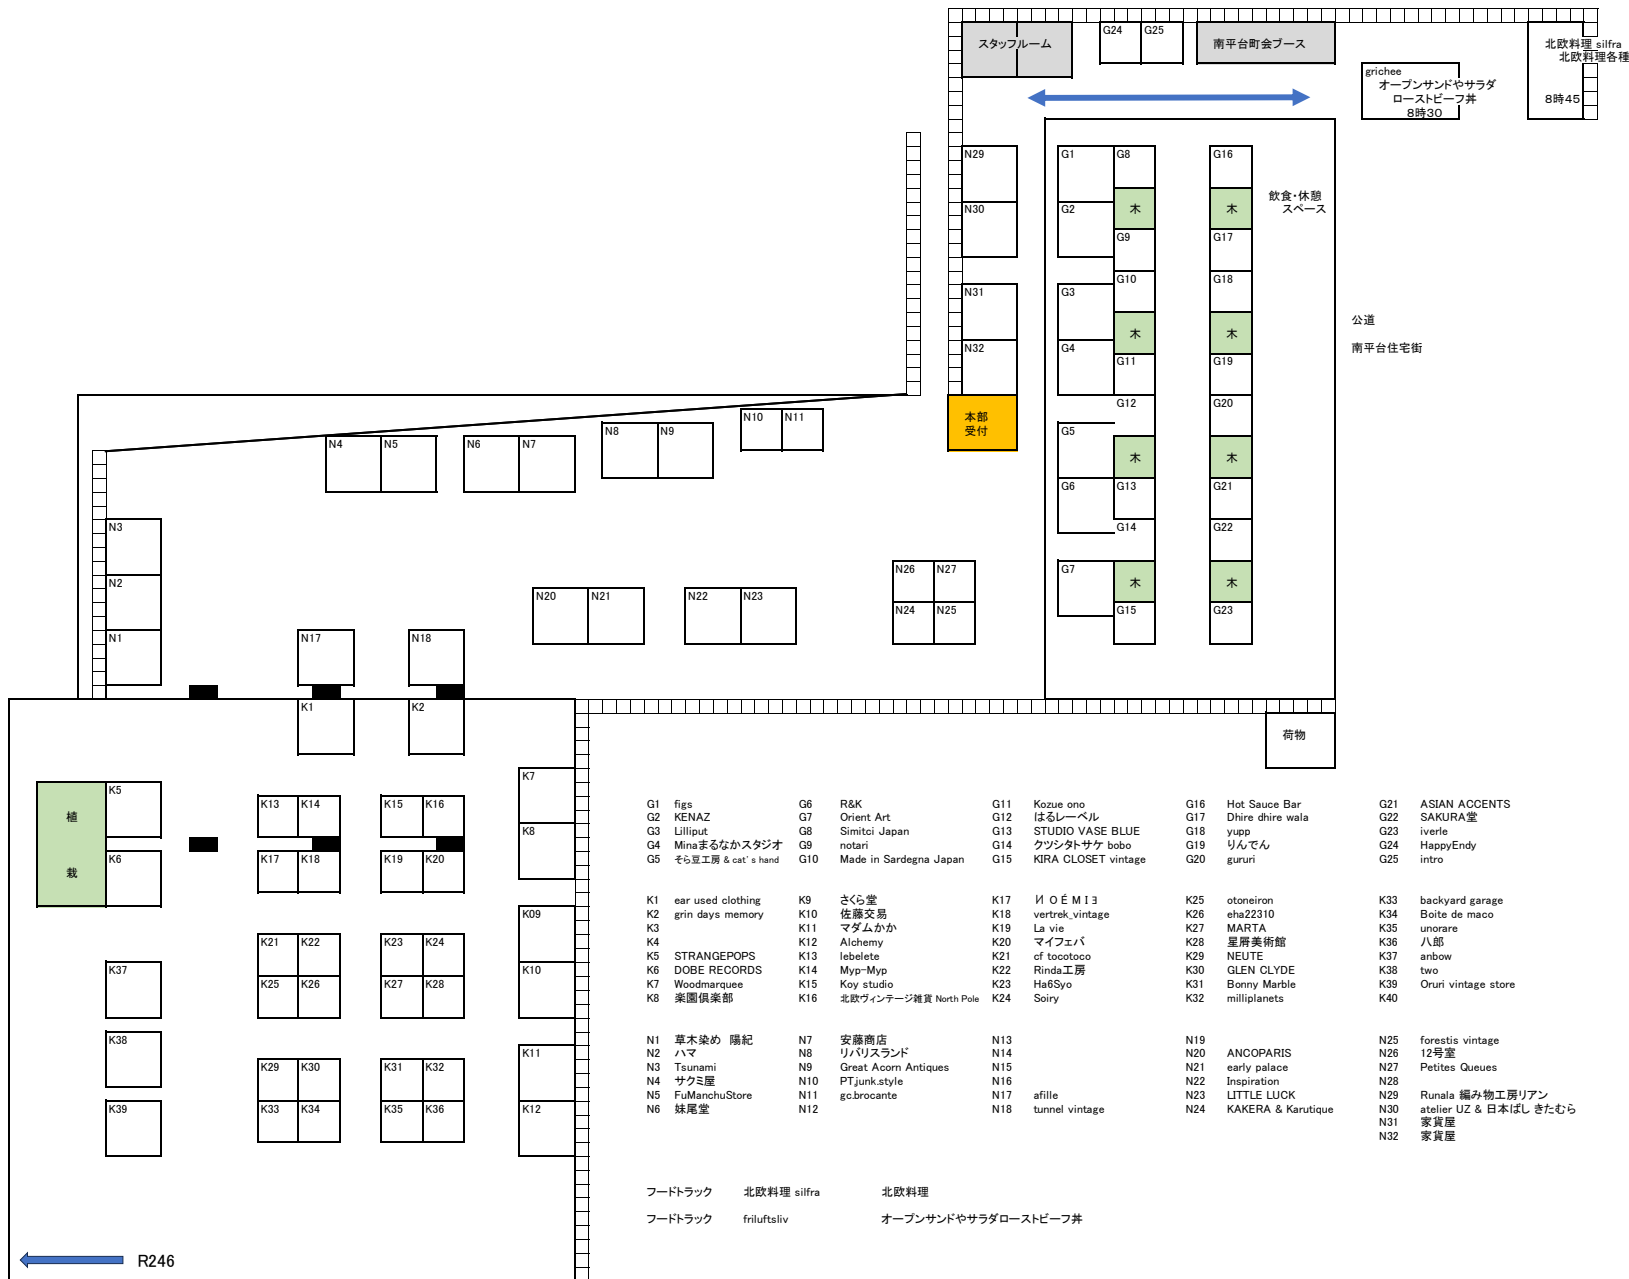 スタッフルーム
G24 G25
南平台町会ブース
北欧料理 silfra
北欧料理各種
8時45
grichee
オープンサンドやサラダ
ローストビーフ丼
8時30
N29 G1 G8 G16
飲食・休憩
スペース
N30 G2 木 木
G9 G17
G10 G18
N31 G3
公道
木 木
N32 G4
南平台住宅街
G11 G19
G12 G20
本部
受付
N10 N11
N8 N9 G5
N4 N5 N6 N7
木 木
G6 G13 G21
N3 G14 G22
N26 N27 G7
N2 木 木
N20 N21 N22 N23
N24 N25 G15 G23
N1 N17 N18
K1 K2
荷物
K7
K5
植
栽
K13 K14 K15 K16
K8
K6 K17 K18 K19 K20
K09
K21 K22 K23 K24
K37 K10
K25 K26 K27 K28
K38 K11
K29 K30 K31 K32
K39 K33 K34 K35 K36 K12
G1 figs G6 R&K G11 Kozue ono G16 Hot Sauce Bar G21 ASIAN ACCENTS
G2 KENAZ G7 Orient Art G12 はるレーベル G17 Dhire dhire wala G22 SAKURA堂
G3 Lilliput G8 Simitci Japan G13 STUDIO VASE BLUE G18 yupp G23 iverle
G4 Minaまるなかスタジオ G9 notari G14 クツシタトサケ bobo G19 りんでん G24 HappyEndy
G5 そら豆工房 & cat's hand G10 Made in Sardegna Japan G15 KIRA CLOSET vintage G20 gururi G25 intro
K1 ear used clothing K9 さくら堂 K17 И O É M I Ǝ K25 otoneiron K33 backyard garage
K2 grin days memory K10 佐藤交易 K18 vertrek_vintage K26 eha22310 K34 Boite de maco
K3 K11 マダムかか K19 La vie K27 MARTA K35 unorare
K4 K12 Alchemy K20 マイフェバ K28 星屑美術館 K36 八郎
K5 STRANGEPOPS K13 lebelete K21 cf tocotoco K29 NEUTE K37 anbow
K6 DOBE RECORDS K14 Myp-Myp K22 Rinda工房 K30 GLEN CLYDE K38 two
K7 Woodmarquee K15 Koy studio K23 Ha6Syo K31 Bonny Marble K39 Oruri vintage store
K8 楽園倶楽部 K16 北欧ヴィンテージ雑貨 North Pole K24 Soiry K32 milliplanets K40
N1 草木染め 陽紀 N7 安藤商店 N13 N19 N25 forestis vintage
N2 ハマ N8 リバリスランド N14 N20 ANCOPARIS N26 12号室
N3 Tsunami N9 Great Acorn Antiques N15 N21 early palace N27 Petites Queues
N4 サクミ屋 N10 PT.junk.style N16 N22 Inspiration N28
N5 FuManchuStore N11 gc.brocante N17 afille N23 LITTLE LUCK N29 Runala 編み物工房リアン
N6 妹尾堂 N12 N18 tunnel vintage N24 KAKERA & Karutique N30 atelier UZ & 日本ばし きたむら
N31 家貨屋
N32 家貨屋
フードトラック 北欧料理 silfra 北欧料理
フードトラック friluftsliv オープンサンドやサラダローストビーフ丼
R246